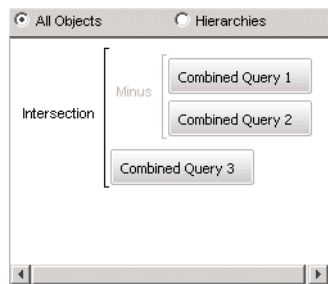 All Objects Hierarchies
Minus
Combined Query 1
Combined Query 2
Intersection
Combined Query 3